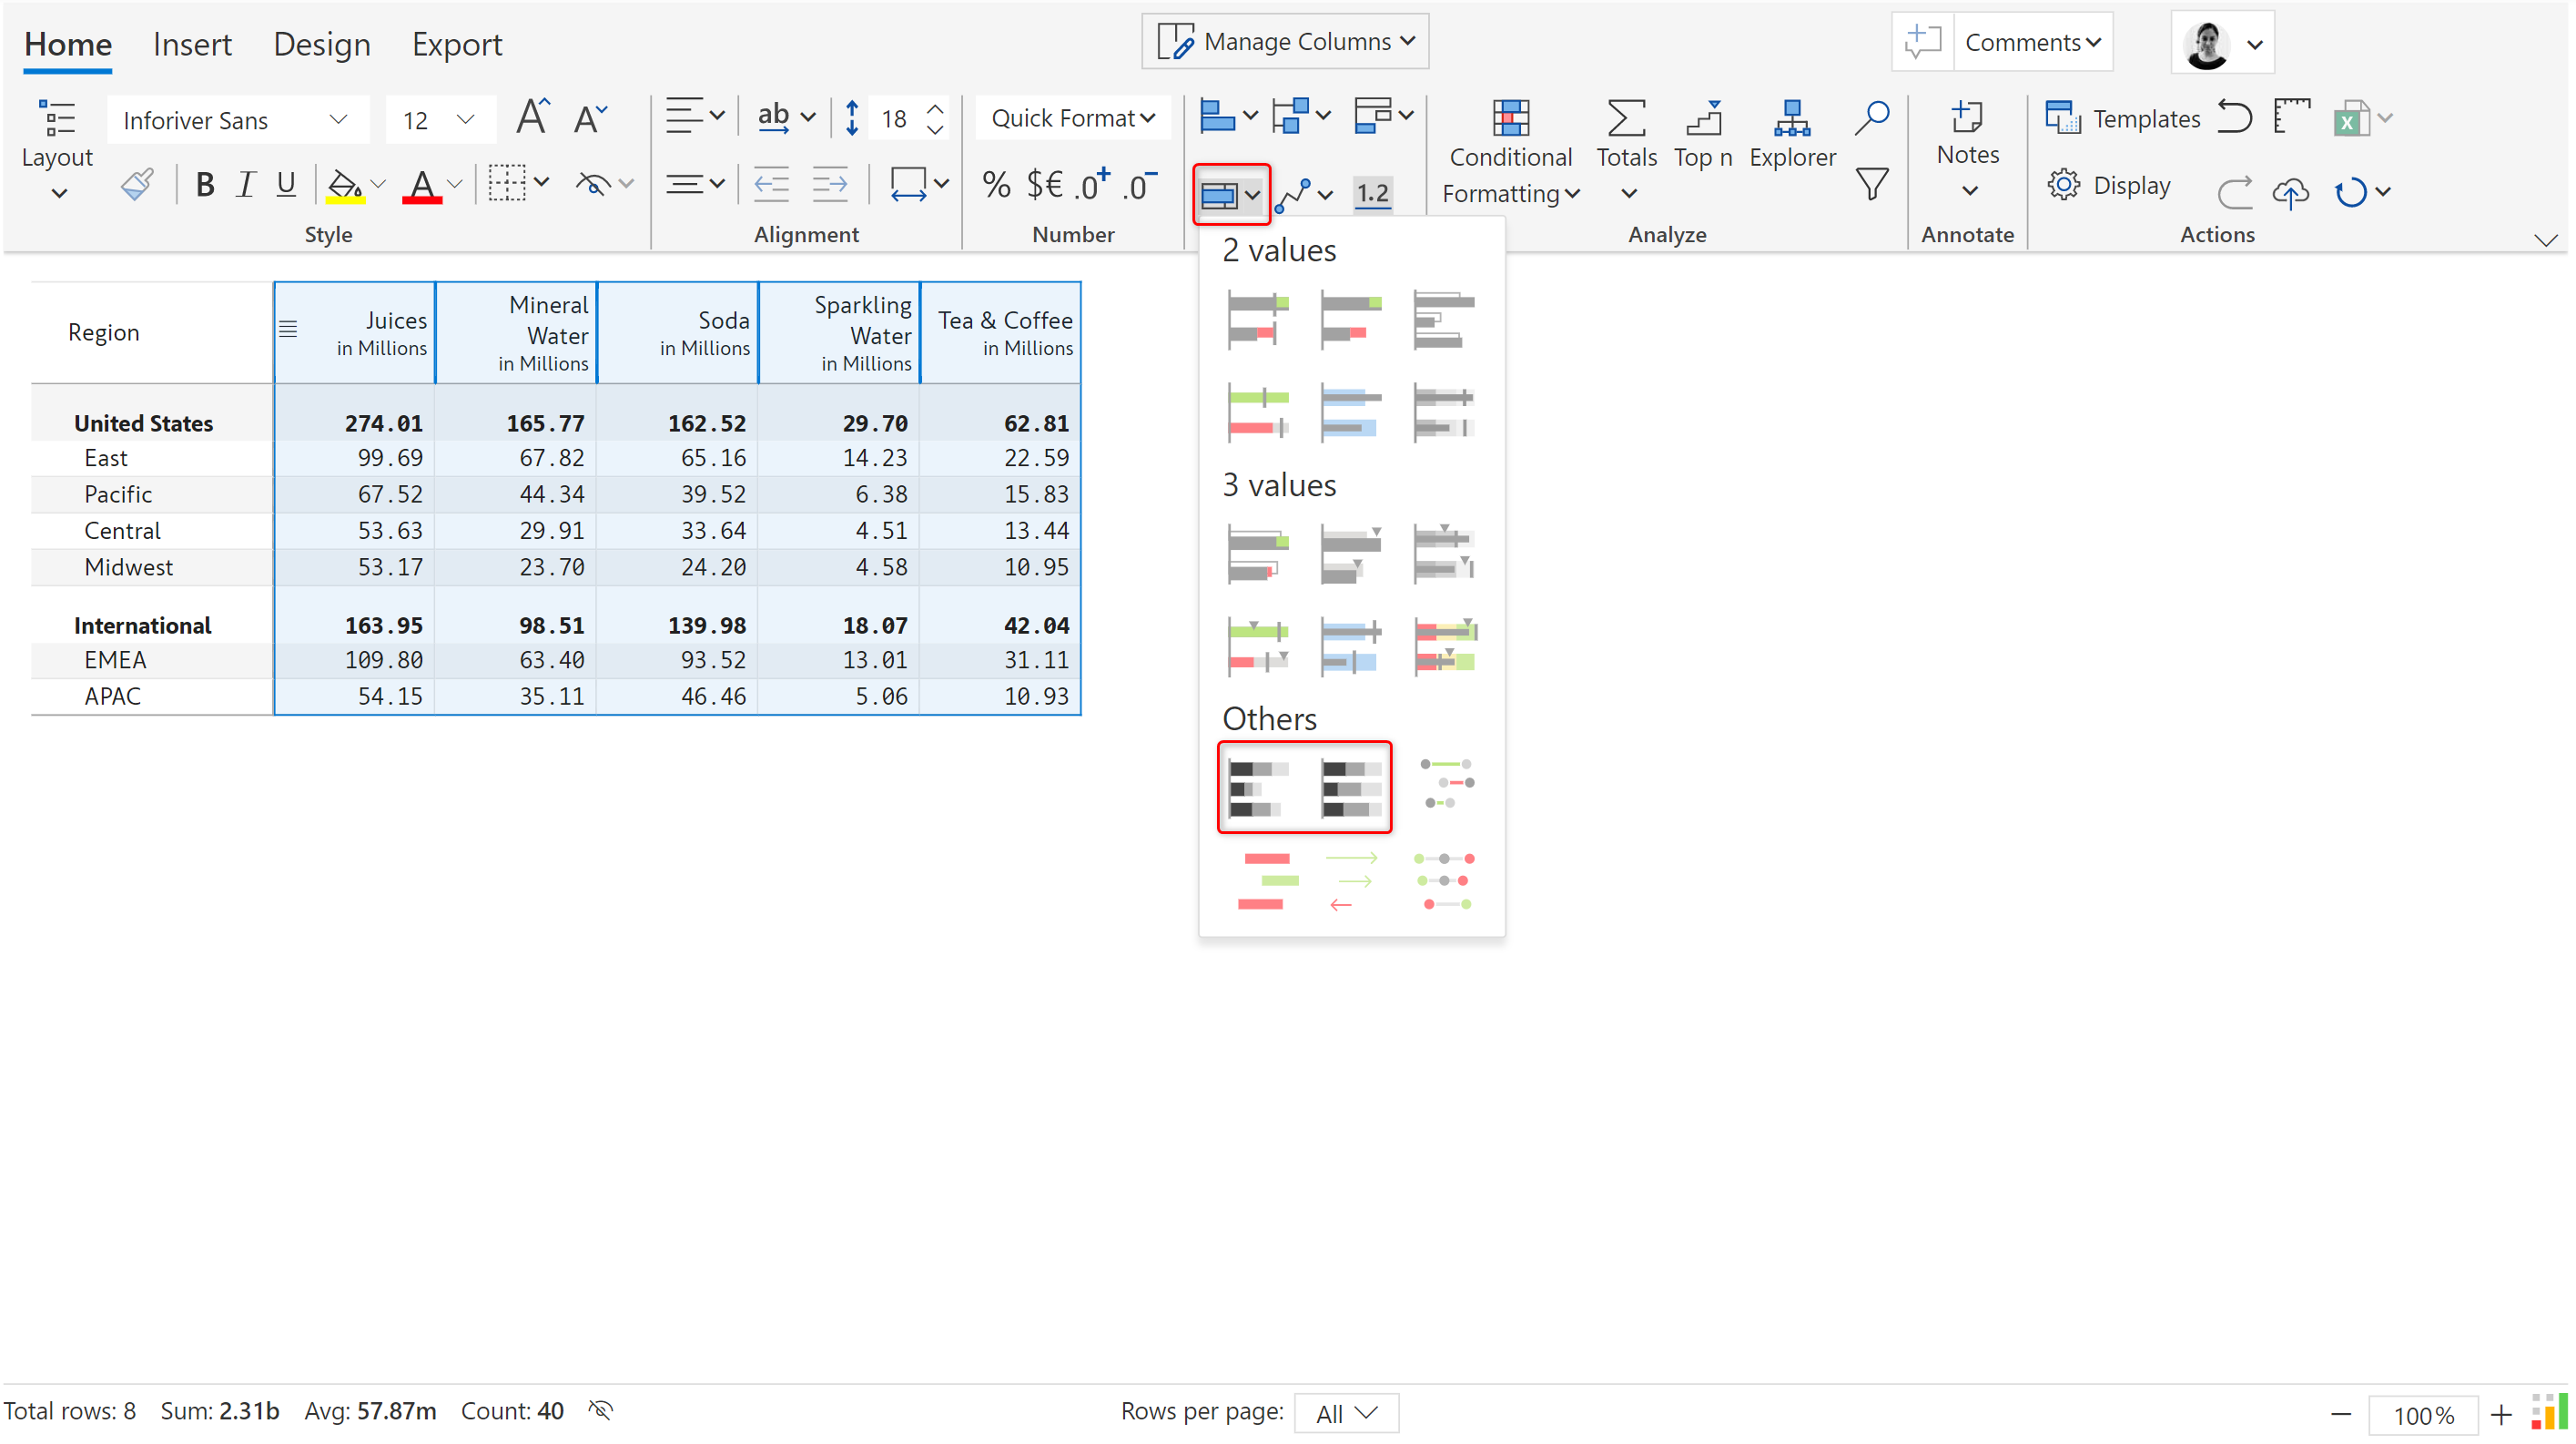 Home Insert Design Export Manage Columns Comments
Inforiver Sans 12 A A ab 18 Quick Format Templates
Layout Conditional Totals Top n Explorer Notes
B I U A % $€ .0+ .0- 1.2 Formatting Display
Style Alignment Number Analyze Annotate Actions
2 values
Region Juices Mineral Soda Sparkling Tea & Coffee
in Millions Water in Millions Water in Millions
in Millions in Millions
United States 274.01 165.77 162.52 29.70 62.81
East 99.69 67.82 65.16 14.23 22.59
3 values
Pacific 67.52 44.34 39.52 6.38 15.83
Central 53.63 29.91 33.64 4.51 13.44
Midwest 53.17 23.70 24.20 4.58 10.95
International 163.95 98.51 139.98 18.07 42.04
EMEA 109.80 63.40 93.52 13.01 31.11
APAC 54.15 35.11 46.46 5.06 10.93
Others
Total rows: 8 Sum: 2.31b Avg: 57.87m Count: 40 Rows per page: All 100%